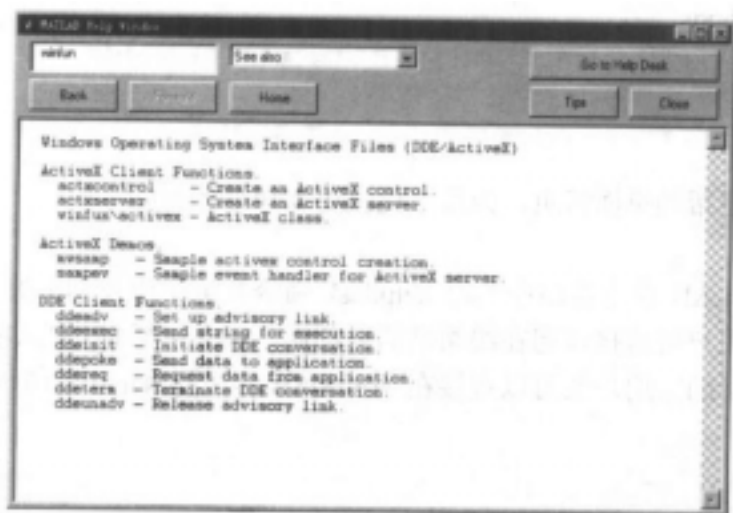 MATLAB Help Window
winfun
See also
Go to Help Desk
Back
Home
Tips
Close
Windows Operating System Interface Files (DDE/ActiveX)
ActiveX Client Functions.
actxcontrol - Create an ActiveX control.
actxserver - Create an ActiveX server.
winfun\activex - ActiveX class.
ActiveX Demos.
mwsamp - Sample activex control creation.
sampev - Sample event handler for ActiveX server.
DDE Client Functions.
ddeadv - Set up advisory link.
ddeexec - Send string for execution.
ddeinit - Initiate DDE conversation.
ddepoke - Send data to application.
ddereq - Request data from application.
ddeterm - Terminate DDE conversation.
ddeunadv - Release advisory link.